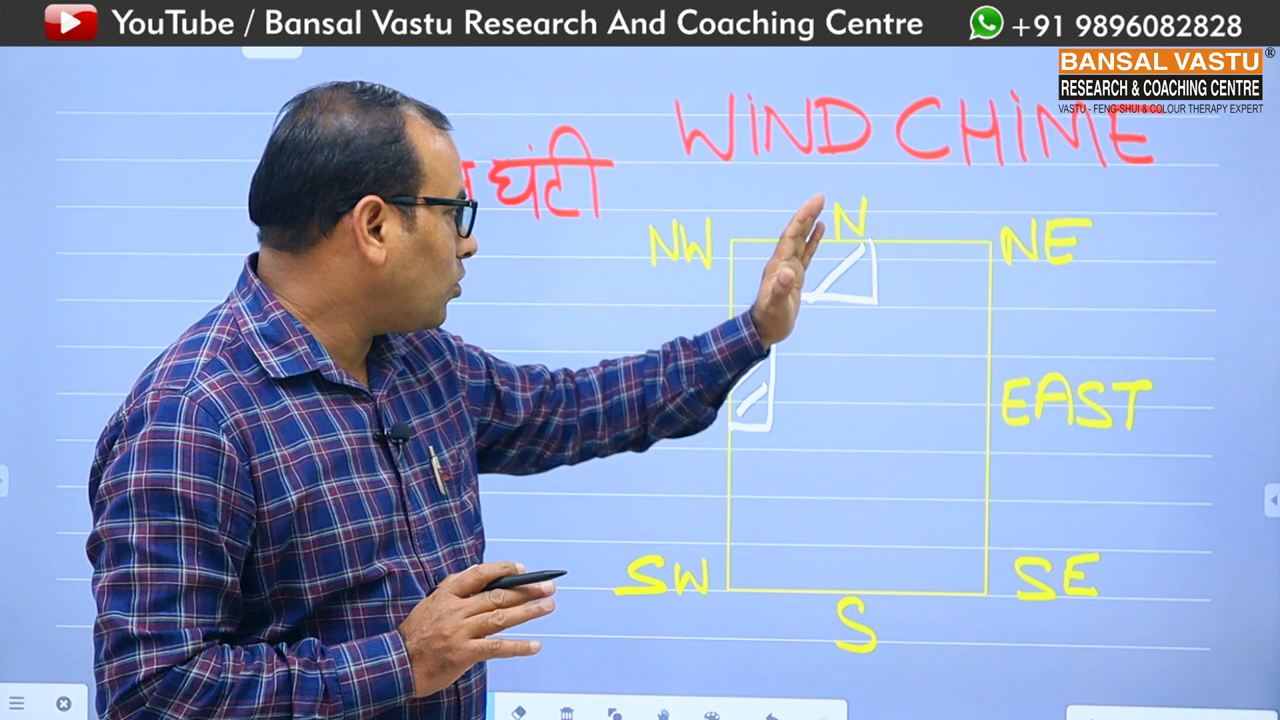 YouTube / Bansal Vastu Research And Coaching Centre
+91 9896082828
BANSAL VASTU®
RESEARCH & COACHING CENTRE
VASTU - FENG-SHUI & COLOUR THERAPY EXPERT
WIND CHIME
घंटी
N
NW
NE
EAST
SW
SE
S